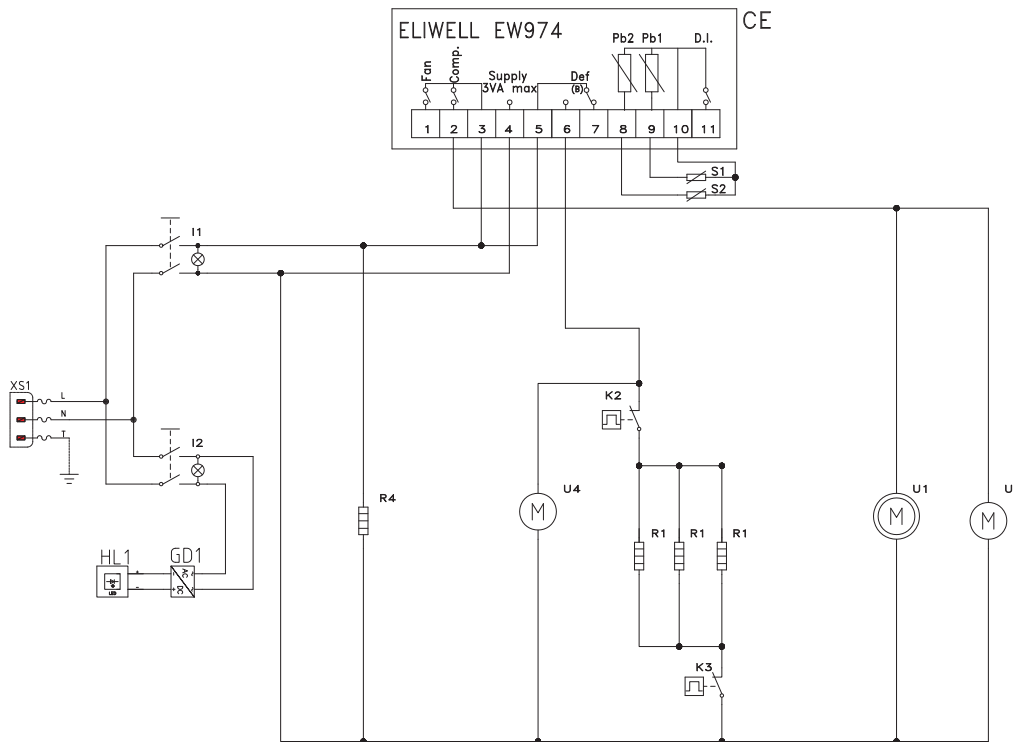 ELIWELL EW974
CE
Pb2 Pb1 D.I.
Fan
Comp.
Supply
3VA max
Def
(B)
1 2 3 4 5 6 7 8 9 10 11
S1
S2
I1
XS1
L
N
T
K2
I2
R4
U4
U1
U
M
M
M
R1
R1
R1
HL1
GD1
AC
DC
+
-
K3